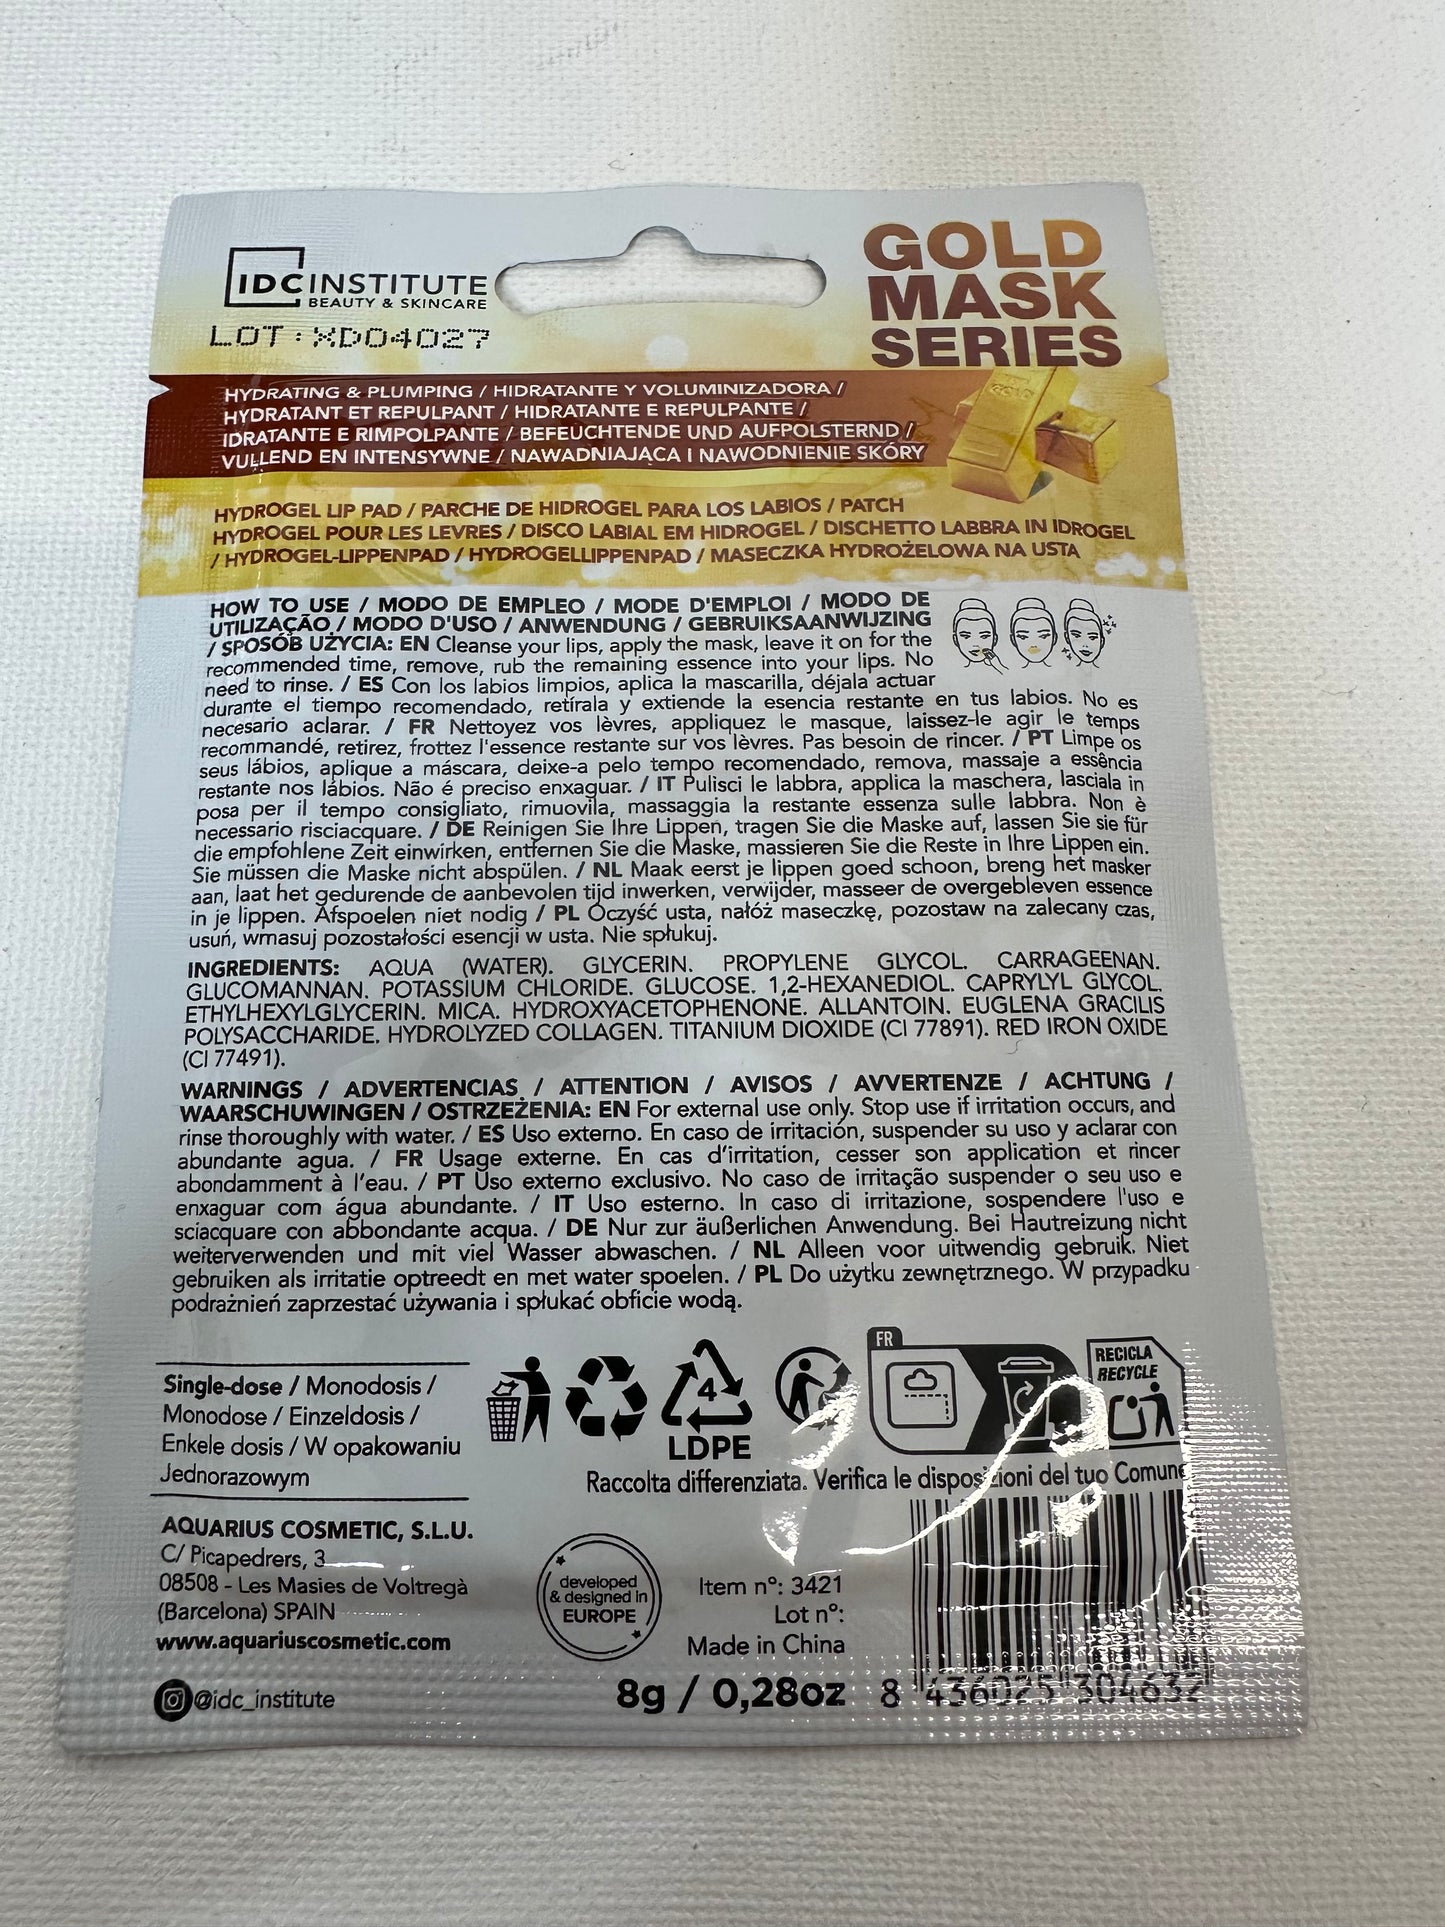 IDC INSTITUTE
BEAUTY & SKINCARE
LOT: XD04027
GOLD
MASK
SERIES
HYDRATING & PLUMPING / HIDRATANTE Y VOLUMINIZADORA /
HYDRATANT ET REPULPANT / HIDRATANTE E REPULPANTE /
IDRATANTE E RIMPOLPANTE / BEFEUCHTENDE UND AUFPOLSTERND /
VULLEND EN INTENSYWNE / NAWADNIAJĄCA I NAWODNIENIE SKÓRY
HYDROGEL LIP PAD / PARCHE DE HIDROGEL PARA LOS LABIOS / PATCH
HYDROGEL POUR LES LEVRES / DISCO LABIAL EM HIDROGEL / DISCHETTO LABBRA IN IDROGEL
/ HYDROGEL-LIPPENPAD / HYDROGELLIPPENPAD / MASECZKA HYDROŻELOWA NA USTA
HOW TO USE / MODO DE EMPLEO / MODE D'EMPLOI / MODO DE
UTILIZAÇÃO / MODO D'USO / ANWENDUNG / GEBRUIKSAANWIJZING
/ SPOSÓB UŻYCIA: EN Cleanse your lips, apply the mask, leave it on for the
recommended time, remove, rub the remaining essence into your lips. No
need to rinse. / ES Con los labios limpios, aplica la mascarilla, déjala actuar
durante el tiempo recomendado, retírala y extiende la esencia restante en tus labios. No es
necesario aclarar. / FR Nettoyez vos lèvres, appliquez le masque, laissez-le agir le temps
recommandé, retirez, frottez l'essence restante sur vos lèvres. Pas besoin de rincer. / PT Limpe os
seus lábios, aplique a máscara, deixe-a pelo tempo recomendado, remova, massaje a essência
restante nos lábios. Não é preciso enxaguar. / IT Pulisci le labbra, applica la maschera, lasciala in
posa per il tempo consigliato, rimuovila, massaggia la restante essenza sulle labbra. Non è
necessario risciacquare. / DE Reinigen Sie Ihre Lippen, tragen Sie die Maske auf, lassen Sie sie für
die empfohlene Zeit einwirken, entfernen Sie die Maske, massieren Sie die Reste in Ihre Lippen ein.
Sie müssen die Maske nicht abspülen. / NL Maak eerst je lippen goed schoon, breng het masker
aan, laat het gedurende de aanbevolen tijd inwerken, verwijder, masseer de overgebleven essence
in je lippen. Afspoelen niet nodig / PL Oczyść usta, nałóż maseczkę, pozostaw na zalecany czas,
usuń, wmasuj pozostałości esencji w usta. Nie spłukuj.
INGREDIENTS: AQUA (WATER). GLYCERIN. PROPYLENE GLYCOL. CARRAGEENAN.
GLUCOMANNAN. POTASSIUM CHLORIDE. GLUCOSE. 1,2-HEXANEDIOL. CAPRYLYL GLYCOL.
ETHYLHEXYLGLYCERIN. MICA. HYDROXYACETOPHENONE. ALLANTOIN. EUGLENA GRACILIS
POLYSACCHARIDE. HYDROLYZED COLLAGEN. TITANIUM DIOXIDE (CI 77891). RED IRON OXIDE
(CI 77491).
WARNINGS / ADVERTENCIAS / ATTENTION / AVISOS / AVVERTENZE / ACHTUNG /
WAARSCHUWINGEN / OSTRZEŻENIA: EN For external use only. Stop use if irritation occurs, and
rinse thoroughly with water. / ES Uso externo. En caso de irritación, suspender su uso y aclarar con
abundante agua. / FR Usage externe. En cas d'irritation, cesser son application et rincer
abondamment à l'eau. / PT Uso externo exclusivo. No caso de irritação suspender o seu uso e
enxaguar com água abundante. / IT Uso esterno. In caso di irritazione, sospendere l'uso e
sciacquare con abbondante acqua. / DE Nur zur äußerlichen Anwendung. Bei Hautreizung nicht
weiterverwenden und mit viel Wasser abwaschen. / NL Alleen voor uitwendig gebruik. Niet
gebruiken als irritatie optreedt en met water spoelen. / PL Do użytku zewnętrznego. W przypadku
podrażnień zaprzestać używania i spłukać obficie wodą.
Single-dose / Monodosis /
Monodose / Einzeldosis /
Enkele dosis / W opakowaniu
Jednorazowym
4
LDPE
FR
RECICLA
RECYCLE
Raccolta differenziata. Verifica le disposizioni del tuo Comune
AQUARIUS COSMETIC, S.L.U.
C/ Picapedrers, 3
08508 - Les Masies de Voltregà
(Barcelona) SPAIN
www.aquariuscosmetic.com
@idc_institute
developed
& designed in
EUROPE
Item nº: 3421
Lot nº:
Made in China
8g / 0,28oz
8 436025 304632